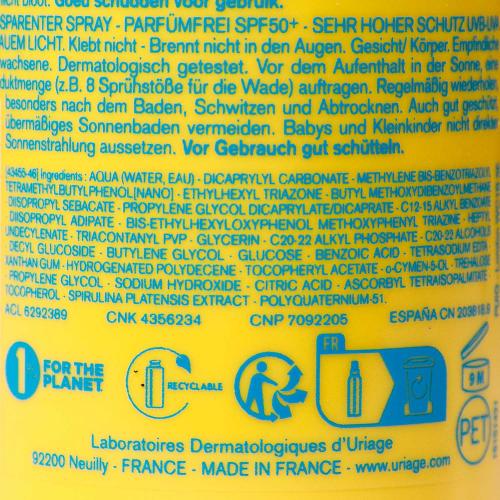 nicht bloot. Goed schudden voor gebruik.
SPARENTER SPRAY - PARFÜMFREI SPF50+ - SEHR HOHER SCHUTZ UVB-UVA
AUEM LICHT. Klebt nicht - Brennt nicht in den Augen. Gesicht/ Körper. Empfindliche
wachsene. Dermatologisch getestet. Vor dem Aufenthalt in der Sonne, eine
duktmenge (z.B. 8 Sprühstöße für die Wade) auftragen. Regelmäßig wiederholen
besonders nach dem Baden, Schwitzen und Abtrocknen. Auch gut geschützt
übermäßiges Sonnenbaden vermeiden. Babys und Kleinkinder nicht direkter
Sonnenstrahlung aussetzen. Vor Gebrauch gut schütteln.
[43455-46] Ingredients : AQUA (WATER, EAU) - DICAPRYLYL CARBONATE - METHYLENE BIS-BENZOTRIAZOLYL
TETRAMETHYLBUTYLPHENOL [NANO] - ETHYLHEXYL TRIAZONE - BUTYL METHOXYDIBENZOYLMETHANE
DIISOPROPYL SEBACATE - PROPYLENE GLYCOL DICAPRYLATE/DICAPRATE - C12-15 ALKYL BENZOATE
- DIISOPROPYL ADIPATE - BIS-ETHYLHEXYLOXYPHENOL METHOXYPHENYL TRIAZINE - HEPTYL
UNDECYLENATE - TRIACONTANYL PVP - GLYCERIN - C20-22 ALKYL PHOSPHATE - C20-22 ALCOHOLS
- DECYL GLUCOSIDE - BUTYLENE GLYCOL - GLUCOSE - BENZOIC ACID - TETRASODIUM EDTA
XANTHAN GUM - HYDROGENATED POLYDECENE - TOCOPHERYL ACETATE - o-CYMEN-5-OL - TREHALOSE
- PROPYLENE GLYCOL - SODIUM HYDROXIDE - CITRIC ACID - ASCORBYL TETRAISOPALMITATE
TOCOPHEROL - SPIRULINA PLATENSIS EXTRACT - POLYQUATERNIUM-51.
ACL 6292389 CNK 4356234 CNP 7092205 ESPAÑA CN 203618.6
1 FOR THE PLANET
RECYCLABLE
FR
9 M
PET
Laboratoires Dermatologiques d'Uriage
92200 Neuilly - FRANCE - MADE IN FRANCE - www.uriage.com